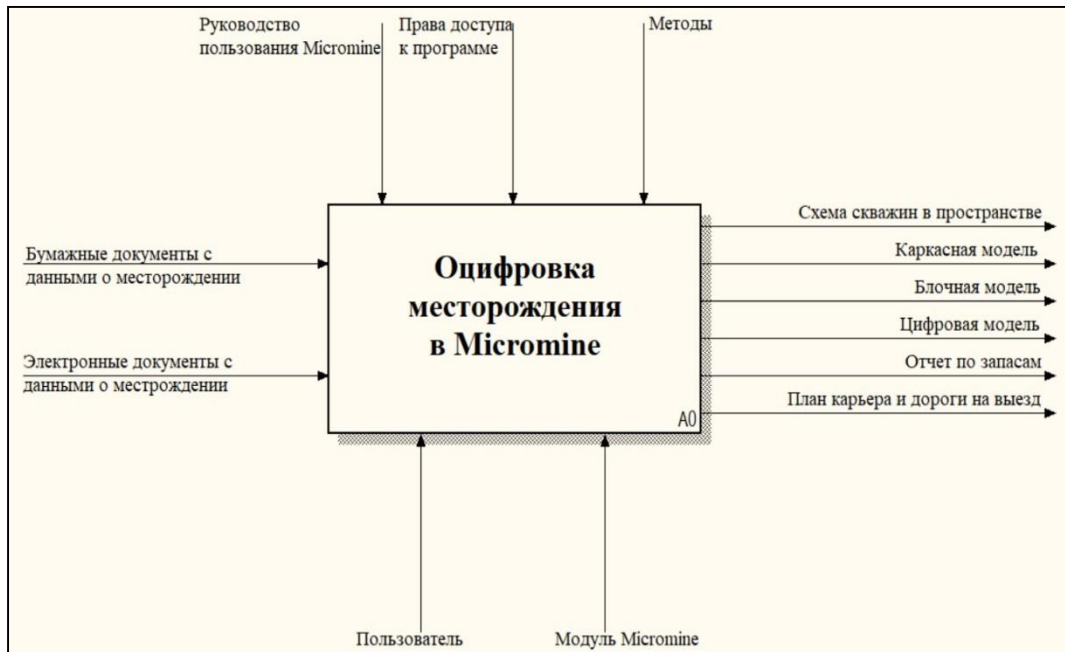 Руководство
пользования Micromine
Права доступа
к программе
Методы
Бумажные документы с
данными о месторождении
Электронные документы с
данными о местрождении
Оцифровка
месторождения
в Micromine
A0
Схема скважин в пространстве
Каркасная модель
Блочная модель
Цифровая модель
Отчет по запасам
План карьера и дороги на выезд
Пользователь
Модуль Micromine